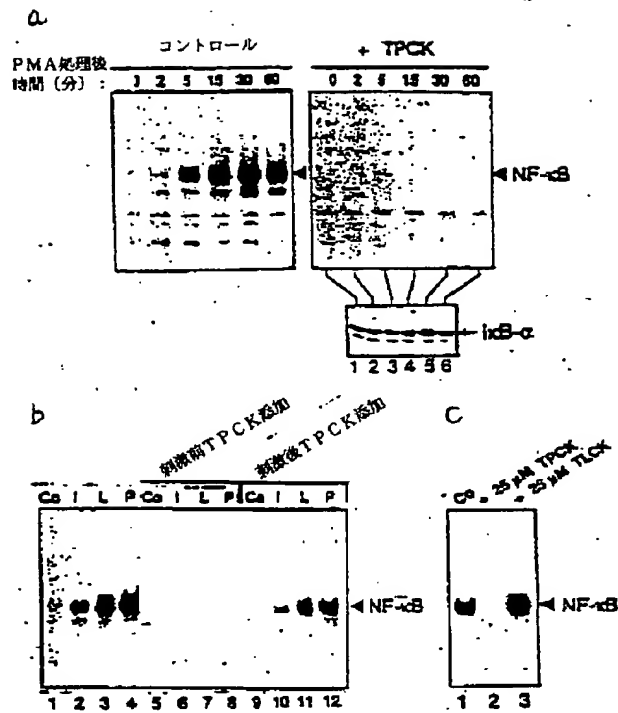 a
コントロール
+ TPCK
PMA処理後
時間（分）: 1 2 5 15 30 60
0 2 5 15 30 60
NF-κB
IκB-α
1 2 3 4 5 6
b
刺激前TPCK添加
刺激後TPCK添加
Co I L P Co I L P Co I L P
NF-κB
1 2 3 4 5 6 7 8 9 10 11 12
C
Co
25 μM TPCK
25 μM TLCK
NF-κB
1 2 3